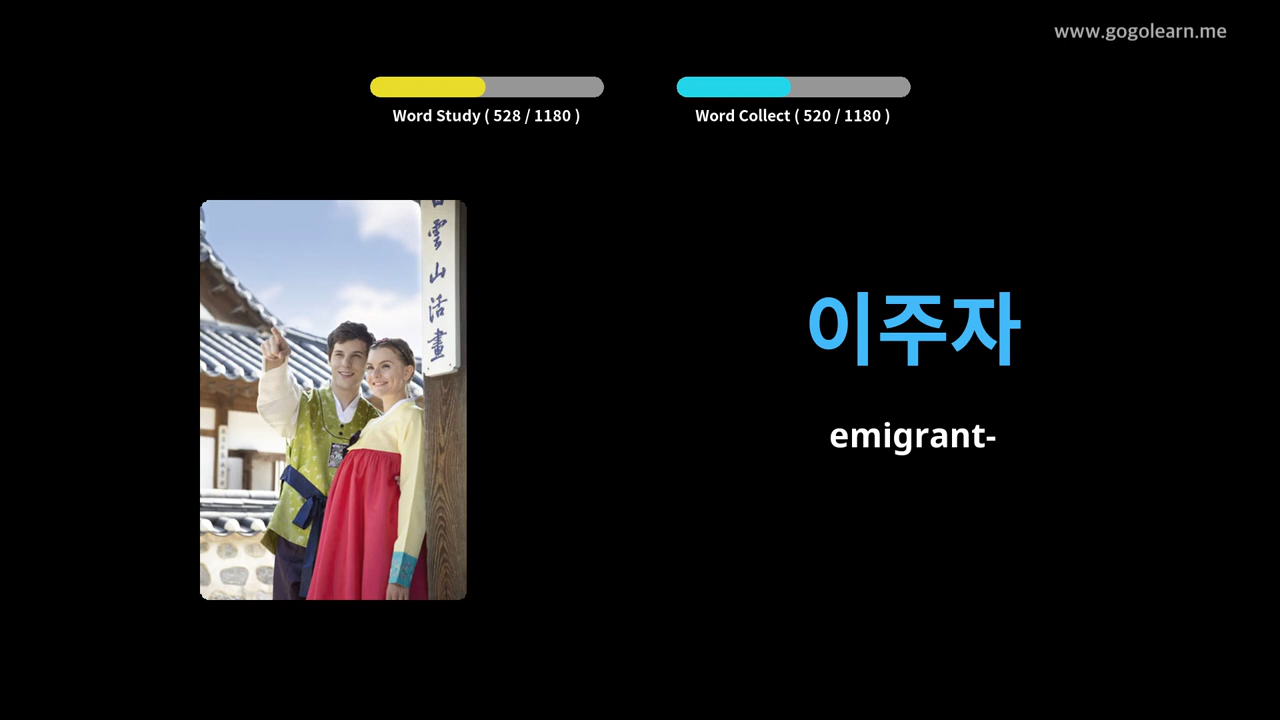 www.gogolearn.me
Word Study ( 528 / 1180 )
Word Collect ( 520 / 1180 )
雲山活畫
이주자
emigrant-